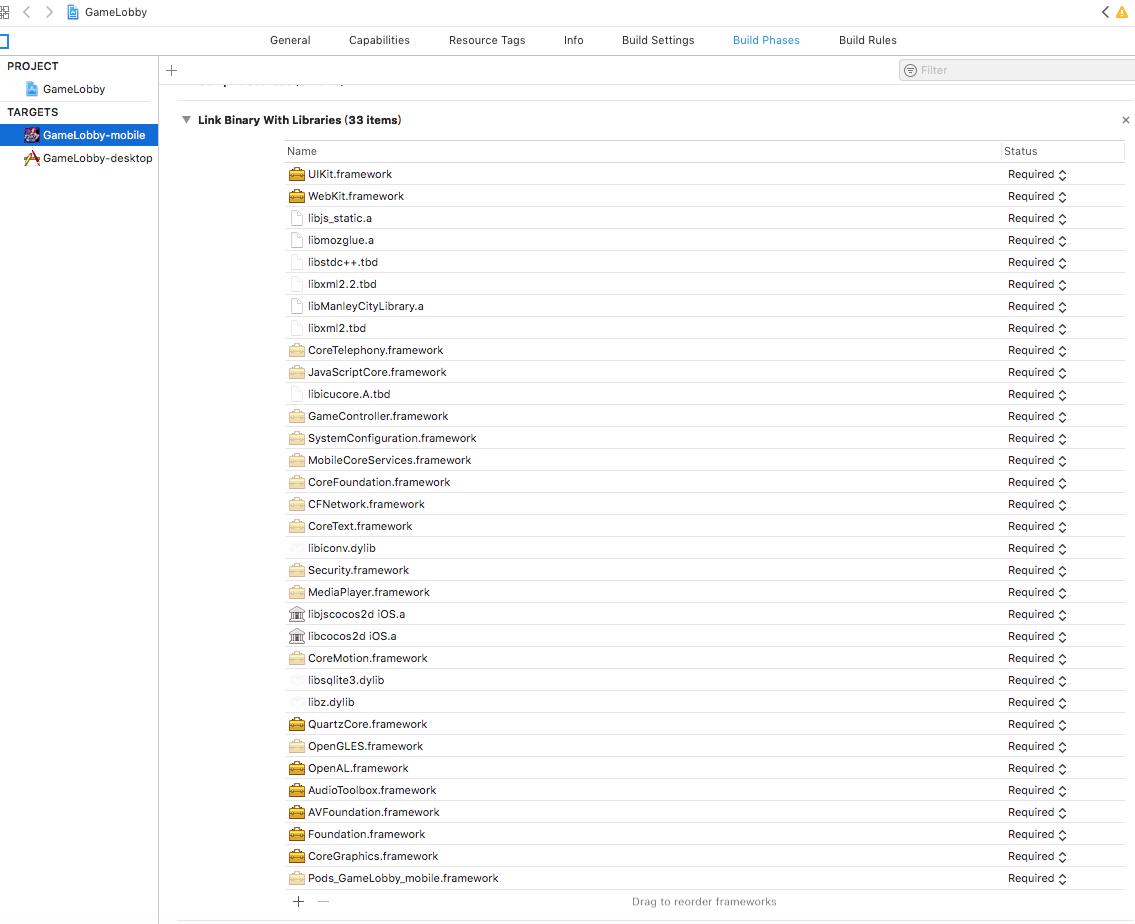 GameLobby
General Capabilities Resource Tags Info Build Settings Build Phases Build Rules
PROJECT
GameLobby
TARGETS
GameLobby-mobile
GameLobby-desktop
Filter
Link Binary With Libraries (33 items)
Name Status
UIKit.framework Required
WebKit.framework Required
libjs_static.a Required
libmozglue.a Required
libstdc++.tbd Required
libxml2.2.tbd Required
libManleyCityLibrary.a Required
libxml2.tbd Required
CoreTelephony.framework Required
JavaScriptCore.framework Required
libicucore.A.tbd Required
GameController.framework Required
SystemConfiguration.framework Required
MobileCoreServices.framework Required
CoreFoundation.framework Required
CFNetwork.framework Required
CoreText.framework Required
libiconv.dylib Required
Security.framework Required
MediaPlayer.framework Required
libjscocos2d iOS.a Required
libcocos2d iOS.a Required
CoreMotion.framework Required
libsqlite3.dylib Required
libz.dylib Required
QuartzCore.framework Required
OpenGLES.framework Required
OpenAL.framework Required
AudioToolbox.framework Required
AVFoundation.framework Required
Foundation.framework Required
CoreGraphics.framework Required
Pods_GameLobby_mobile.framework Required
Drag to reorder frameworks